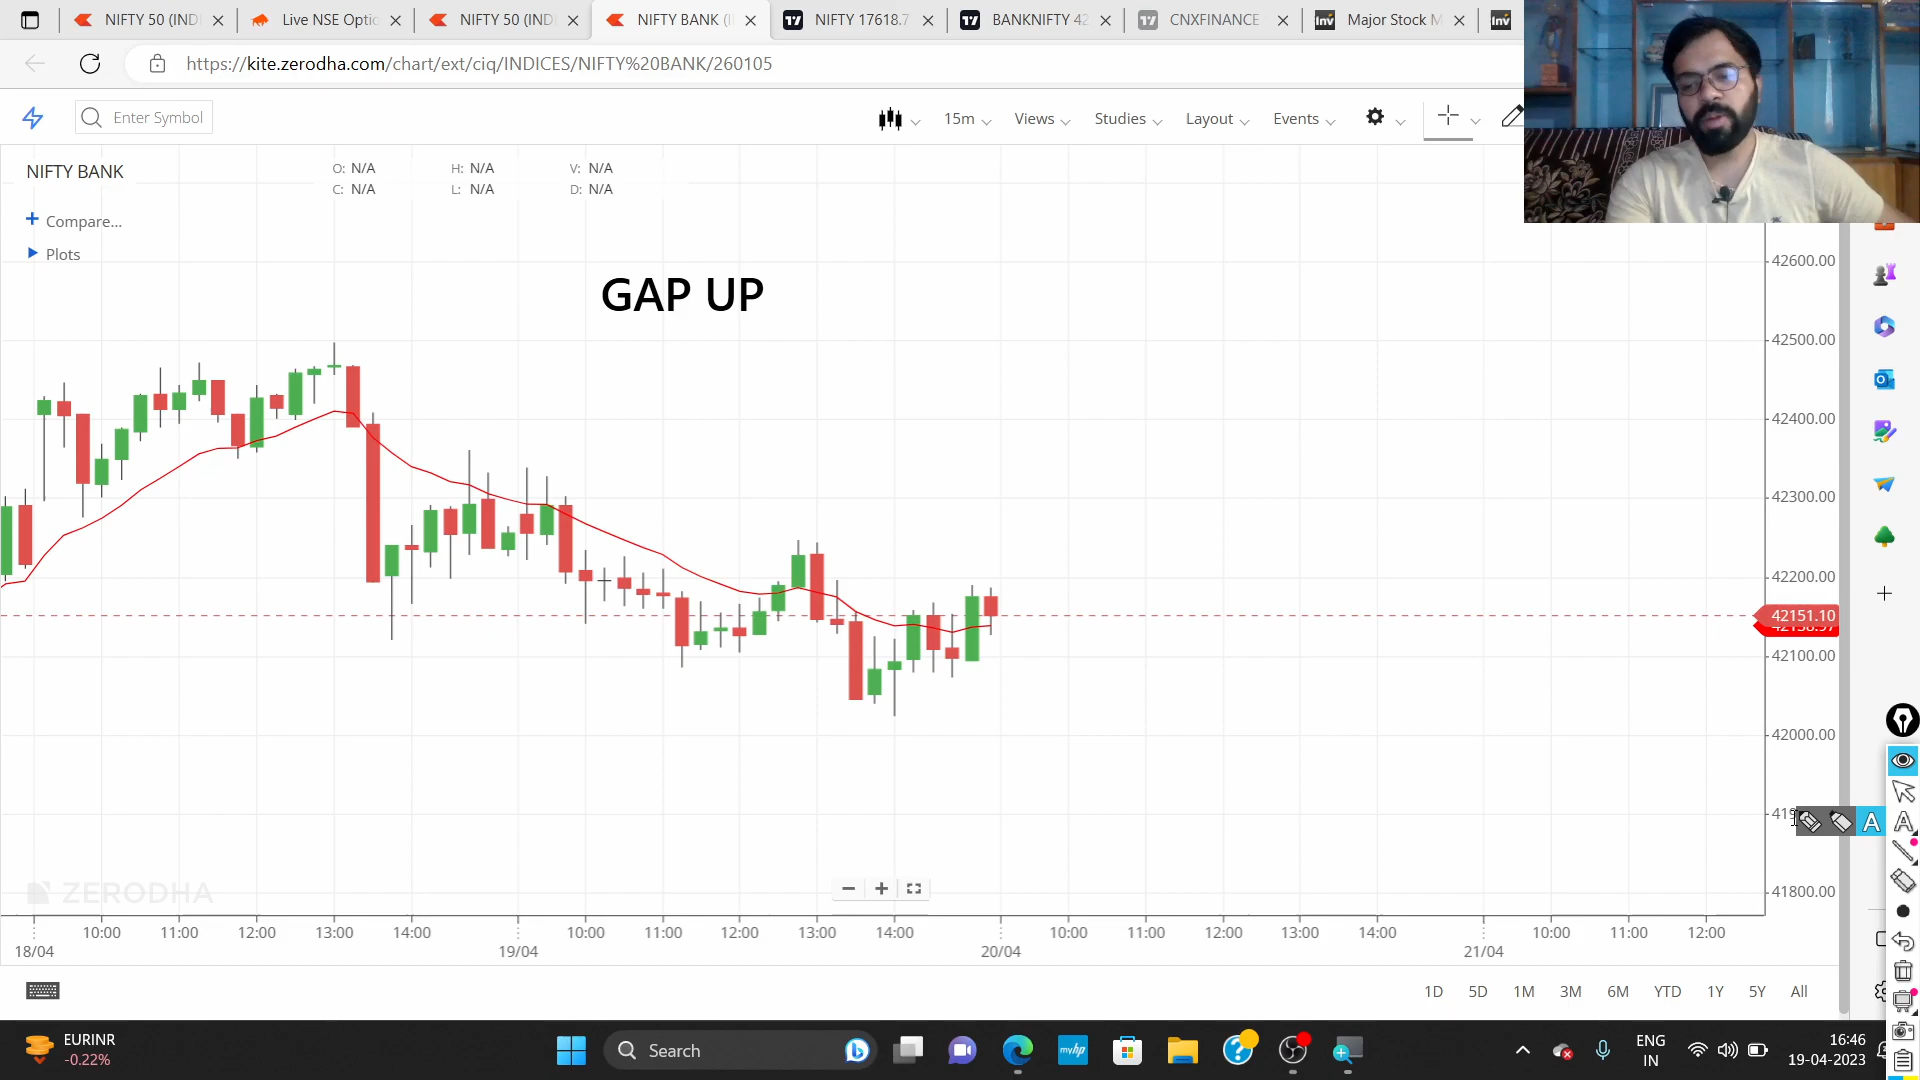 NIFTY 50 (IND
Live NSE Optio
NIFTY 50 (IND
NIFTY BANK (I
NIFTY 17618.7
BANKNIFTY 42
CNXFINANCE
Inv
Major Stock M
Inv
https://kite.zerodha.com/chart/ext/ciq/INDICES/NIFTY%20BANK/260105
Enter Symbol
15m
Views
Studies
Layout
Events
NIFTY BANK
O: N/A
H: N/A
V: N/A
C: N/A
L: N/A
D: N/A
+ Compare...
Plots
GAP UP
42600.00
42500.00
42400.00
42300.00
42200.00
42151.10
42100.00
42000.00
41800.00
ZERODHA
10:00
11:00
12:00
13:00
14:00
10:00
11:00
12:00
13:00
14:00
10:00
11:00
12:00
13:00
14:00
10:00
11:00
12:00
18/04
19/04
20/04
21/04
1D
5D
1M
3M
6M
YTD
1Y
5Y
All
EURINR
-0.22%
Search
myhp
ENG
IN
16:46
19-04-2023